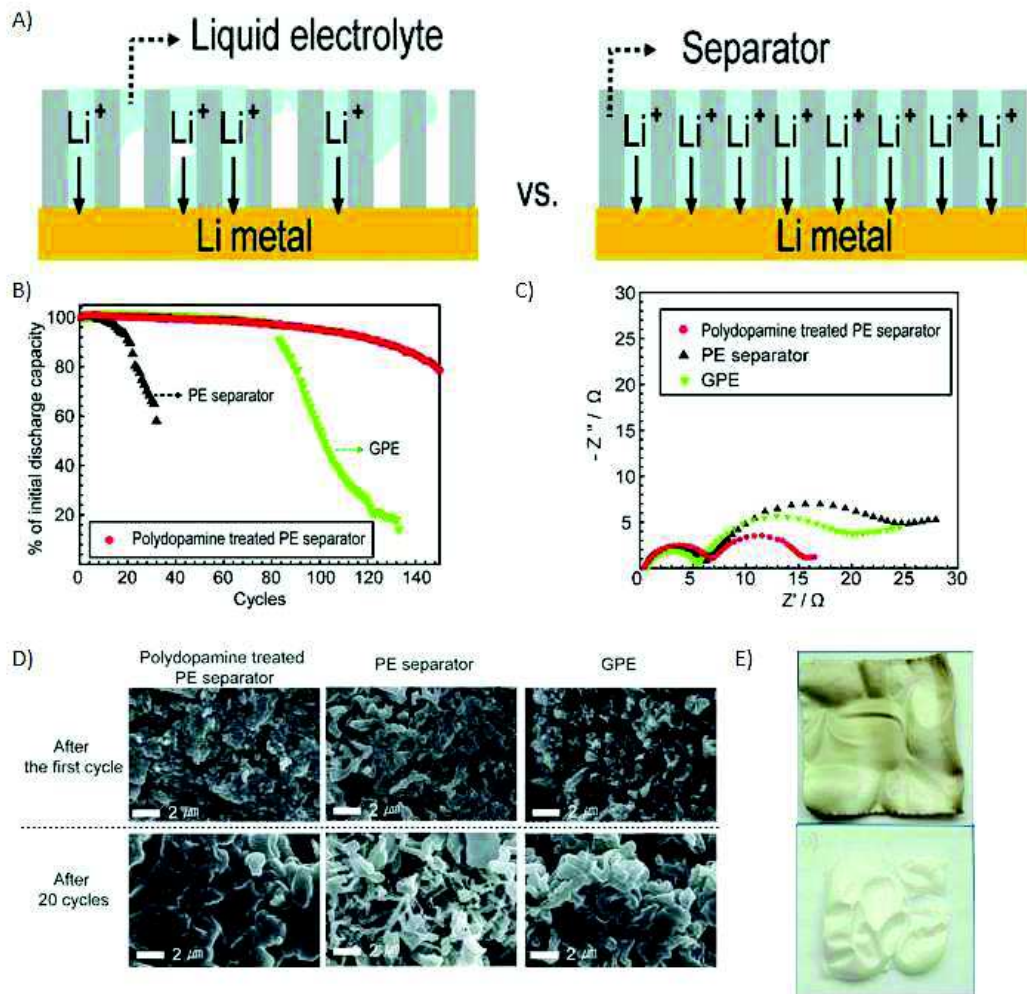 A)
Liquid electrolyte
Separator
Li+ Li+ Li+ Li+
Li+ Li+ Li+ Li+ Li+ Li+ Li+ Li+
vs.
Li metal
Li metal
B)
% of initial discharge capacity
100
80
60
40
20
PE separator
GPE
Polydopamine treated PE separator
0 20 40 60 80 100 120 140
Cycles
C)
- Z'' / Ω
30
25
20
15
10
5
0
Polydopamine treated PE separator
PE separator
GPE
0 5 10 15 20 25 30
Z' / Ω
D)
Polydopamine treated
PE separator
PE separator
GPE
After
the first cycle
2 μm
2 μm
2 μm
After
20 cycles
2 μm
2 μm
2 μm
E)